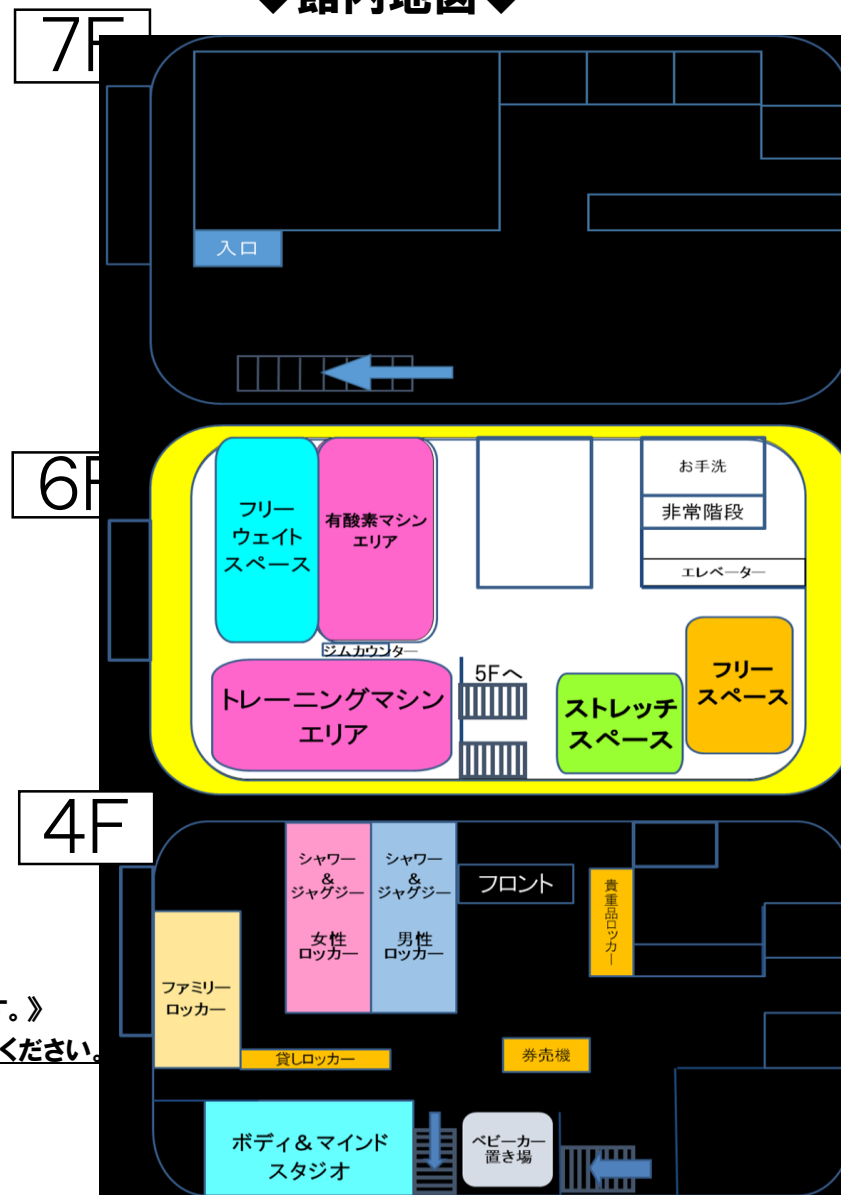 ◆館内地図◆
7F
入口
6F
お手洗
フリー
ウェイト
スペース
有酸素マシン
エリア
非常階段
エレベーター
ジムカウンター
5Fへ
フリー
スペース
トレーニングマシン
エリア
ストレッチ
スペース
4F
シャワー
&
ジャグジー
女性
ロッカー
シャワー
&
ジャグジー
男性
ロッカー
フロント
貴重品ロッカー
ファミリー
ロッカー
。》
ください。
貸しロッカー
券売機
ボディ&マインド
スタジオ
ベビーカー
置き場